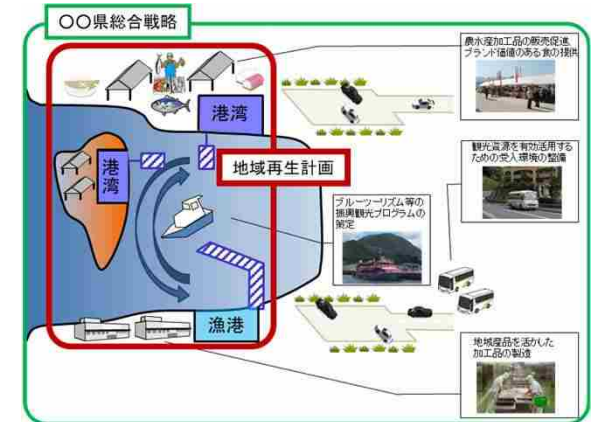 〇〇県総合戦略
農水産加工品の販売促進、
ブランド価値のある食の提供
港湾
港湾
地域再生計画
観光資源を有効活用する
ための受入環境の整備
ブルーツーリズム等の
振興観光プログラムの
策定
漁港
地域産品を活かした
加工品の製造